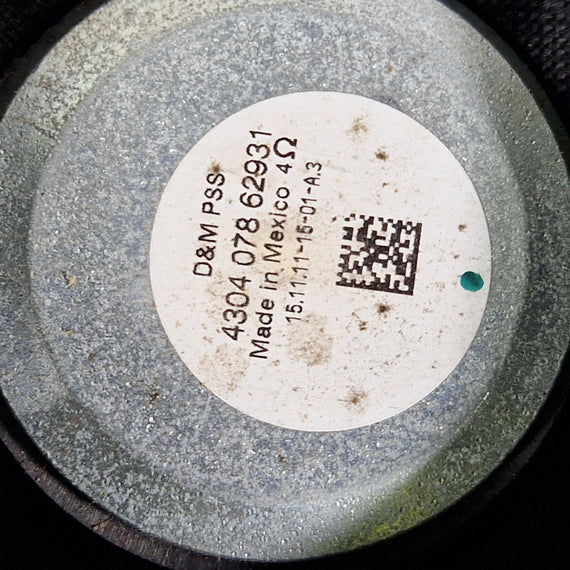 D&M PSS
4304 078 62931
Made in Mexico 4Ω
15.11.11-15-01-A.3